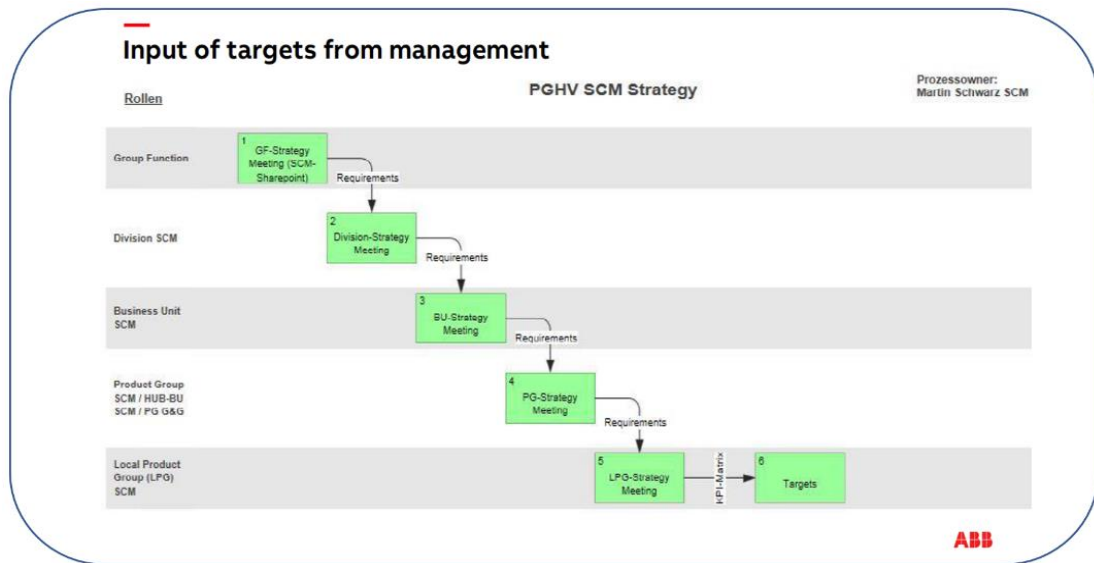 Input of targets from management
PGHV SCM Strategy
Prozessowner:
Martin Schwarz SCM
Rollen
Group Function
1
GF-Strategy
Meeting (SCM-
Sharepoint)
Requirements
Division SCM
2
Division-Strategy
Meeting
Requirements
Business Unit
SCM
3
BU-Strategy
Meeting
Requirements
Product Group
SCM / HUB-BU
SCM / PG G&G
4
PG-Strategy
Meeting
Requirements
Local Product
Group (LPG)
SCM
5
LPG-Strategy
Meeting
KPI-Matrix
6
Targets
ABB